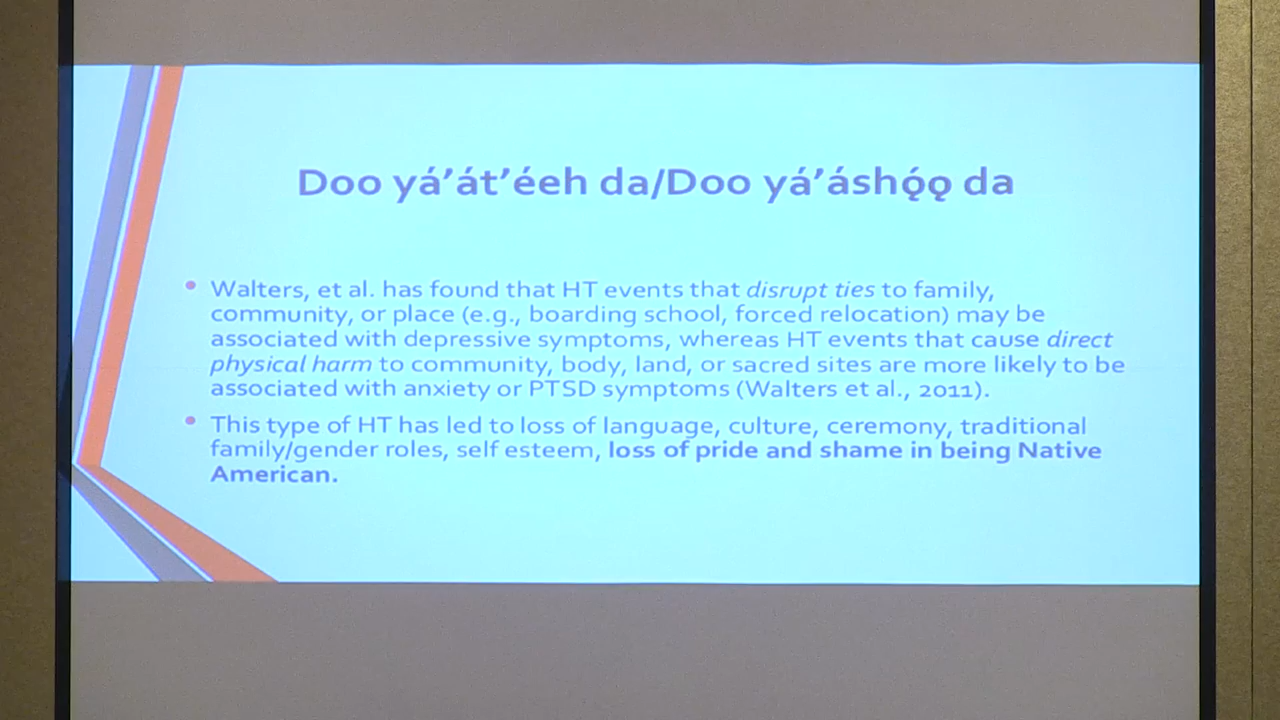 Doo yá’át’éeh da/Doo yá’áshǫ́ǫ da
• Walters, et al. has found that HT events that disrupt ties to family,
community, or place (e.g., boarding school, forced relocation) may be
associated with depressive symptoms, whereas HT events that cause direct
physical harm to community, body, land, or sacred sites are more likely to be
associated with anxiety or PTSD symptoms (Walters et al., 2011).
• This type of HT has led to loss of language, culture, ceremony, traditional
family/gender roles, self esteem, loss of pride and shame in being Native
American.